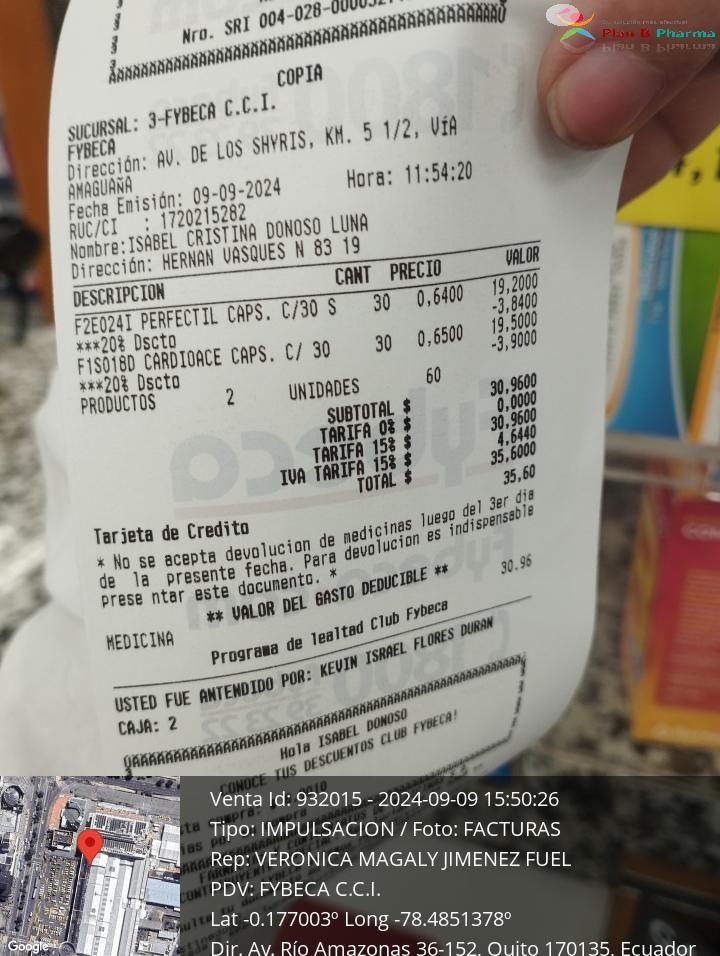 Su solución más efectiva!
Plan B Pharma
Nro. SRI 004-028-
COPIA
SUCURSAL: 3-FYBECA C.C.I.
FYBECA
Dirección: AV. DE LOS SHYRIS, KM. 5 1/2, VíA
AMAGUAÑA
Fecha Emisión: 09-09-2024 Hora: 11:54:20
RUC/CI : 1720215282
Nombre:ISABEL CRISTINA DONOSO LUNA
Dirección: HERNAN VASQUES N 83 19
DESCRIPCION CANT PRECIO VALOR
F2E024I PERFECTIL CAPS. C/30 S 30 0,6400 19,2000
***20% Dscto -3,8400
F1S018D CARDIOACE CAPS. C/ 30 30 0,6500 19,5000
***20% Dscto -3,9000
PRODUCTOS 2 UNIDADES 60
SUBTOTAL $ 30,9600
TARIFA 0% $ 0,0000
TARIFA 15% $ 30,9600
IVA TARIFA 15% $ 4,6440
TOTAL $ 35,6000
Tarjeta de Credito 35,60
* No se acepta devolucion de medicinas luego del 3er dia
de la presente fecha. Para devolucion es indispensable
prese ntar este documento. *
** VALOR DEL GASTO DEDUCIBLE **
MEDICINA 30.96
Programa de lealtad Club Fybeca
USTED FUE ANTENDIDO POR: KEVIN ISRAEL FLORES DURAN
CAJA: 2
Hola ISABEL DONOSO
CONOCE TUS DESCUENTOS CLUB FYBECA!
Venta Id: 932015 - 2024-09-09 15:50:26
Tipo: IMPULSACION / Foto: FACTURAS
Rep: VERONICA MAGALY JIMENEZ FUEL
PDV: FYBECA C.C.I.
Lat -0.177003º Long -78.4851378º
Dir. Av. Río Amazonas 36-152, Quito 170135, Ecuador
Google